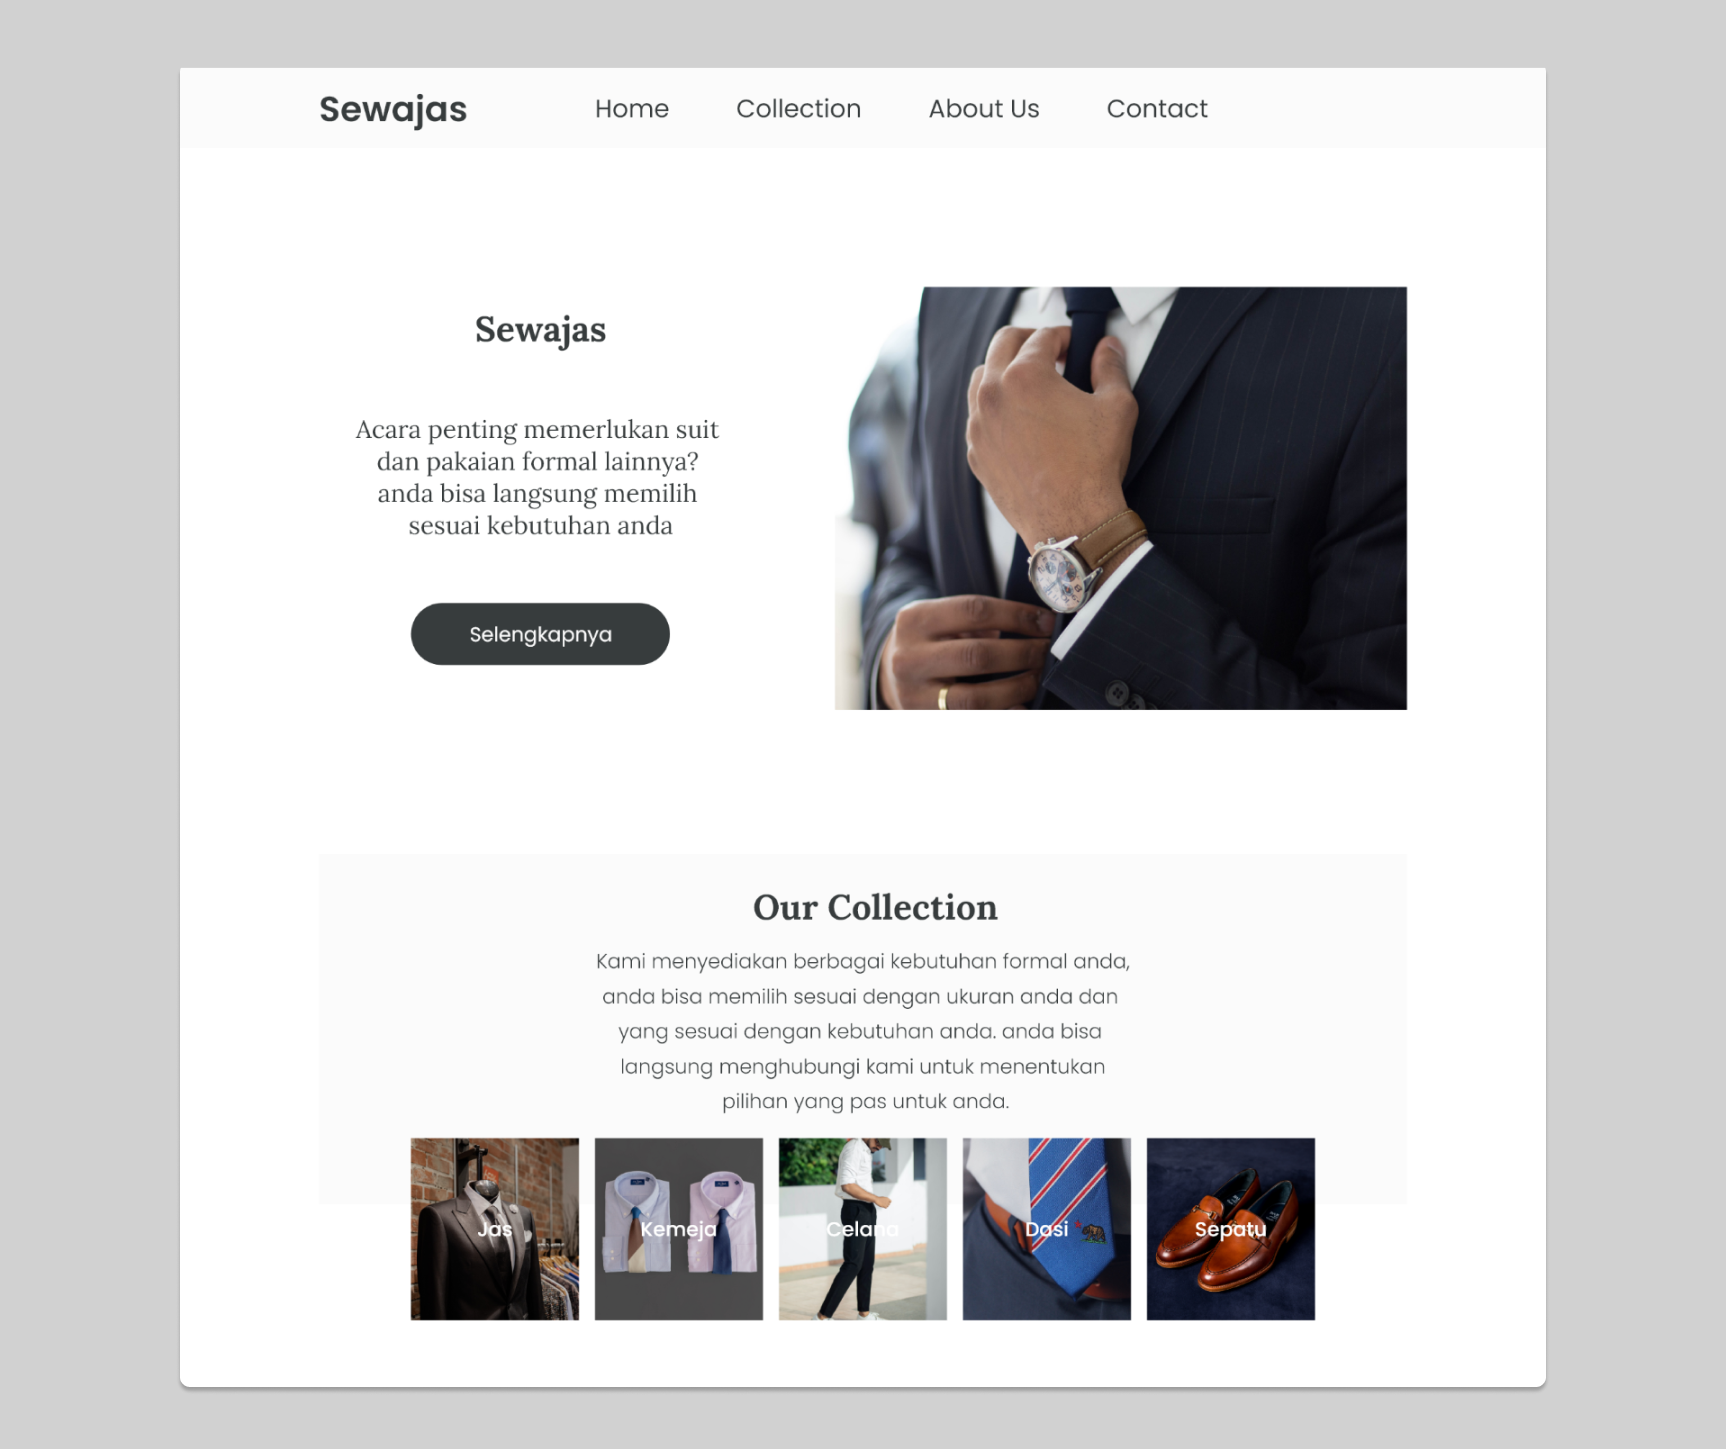 Sewajas
Home
Collection
About Us
Contact
Sewajas
Acara penting memerlukan suit
dan pakaian formal lainnya?
anda bisa langsung memilih
sesuai kebutuhan anda
Selengkapnya
Our Collection
Kami menyediakan berbagai kebutuhan formal anda,
anda bisa memilih sesuai dengan ukuran anda dan
yang sesuai dengan kebutuhan anda. anda bisa
langsung menghubungi kami untuk menentukan
pilihan yang pas untuk anda.
Jas
Kemeja
Celana
Dasi
Sepatu